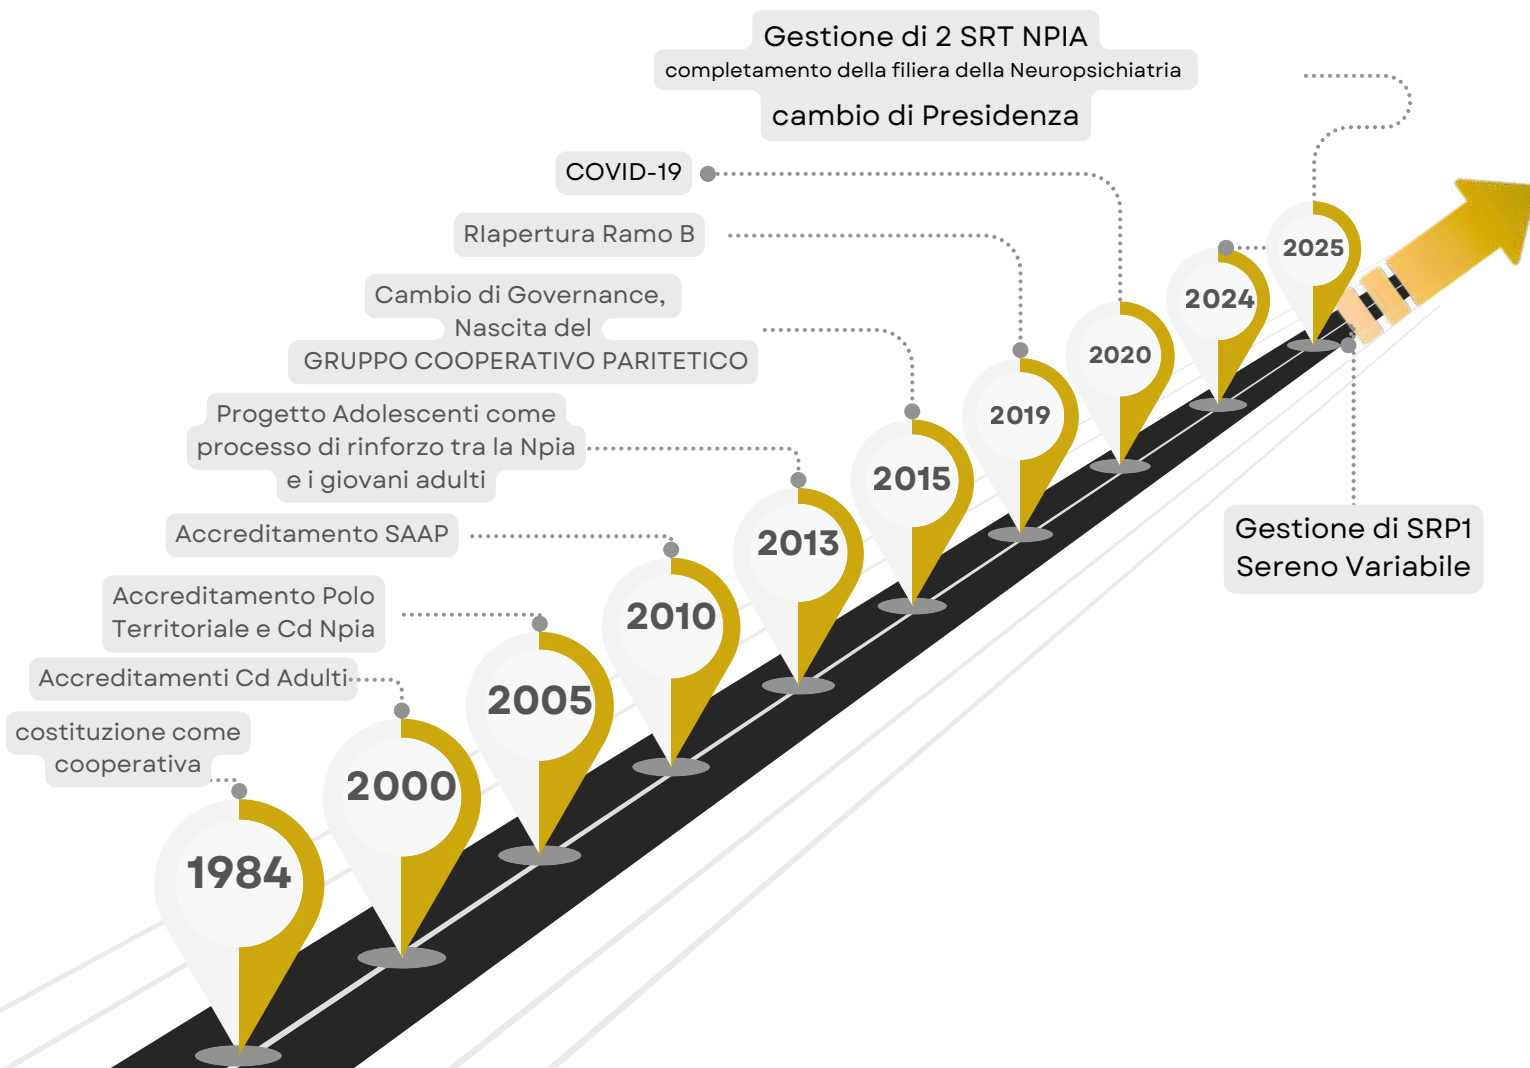 Gestione di 2 SRT NPIA
completamento della filiera della Neuropsichiatria
cambio di Presidenza
COVID-19
RIapertura Ramo B
Cambio di Governance,
Nascita del
GRUPPO COOPERATIVO PARITETICO
Progetto Adolescenti come
processo di rinforzo tra la Npia
e i giovani adulti
Accreditamento SAAP
Accreditamento Polo
Territoriale e Cd Npia
Accreditamenti Cd Adulti
costituzione come
cooperativa
1984
2000
2005
2010
2013
2015
2019
2020
2024
2025
Gestione di SRP1
Sereno Variabile